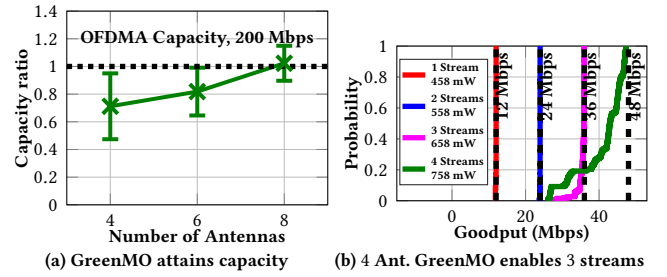 1.4
1.2
1
0.8
0.6
0.4
0.2
0
OFDMA Capacity, 200 Mbps
Capacity ratio
4 6 8
Number of Antennas
(a) GreenMO attains capacity
1
0.8
0.6
0.4
0.2
0
Probability
1 Stream
458 mW
2 Streams
558 mW
3 Streams
658 mW
4 Streams
758 mW
12 Mbps
24 Mbps
36 Mbps
48 Mbps
0 20 40
Goodput (Mbps)
(b) 4 Ant. GreenMO enables 3 streams